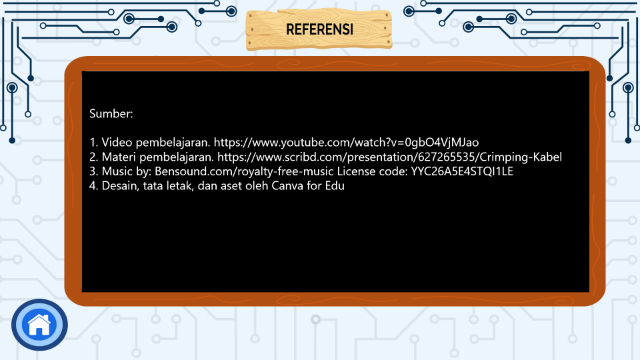 REFERENSI
Sumber:
1. Video pembelajaran. https://www.youtube.com/watch?v=0gbO4VjMJao
2. Materi pembelajaran. https://www.scribd.com/presentation/627265535/Crimping-Kabel
3. Music by: Bensound.com/royalty-free-music License code: YYC26A5E4STQI1LE
4. Desain, tata letak, dan aset oleh Canva for Edu